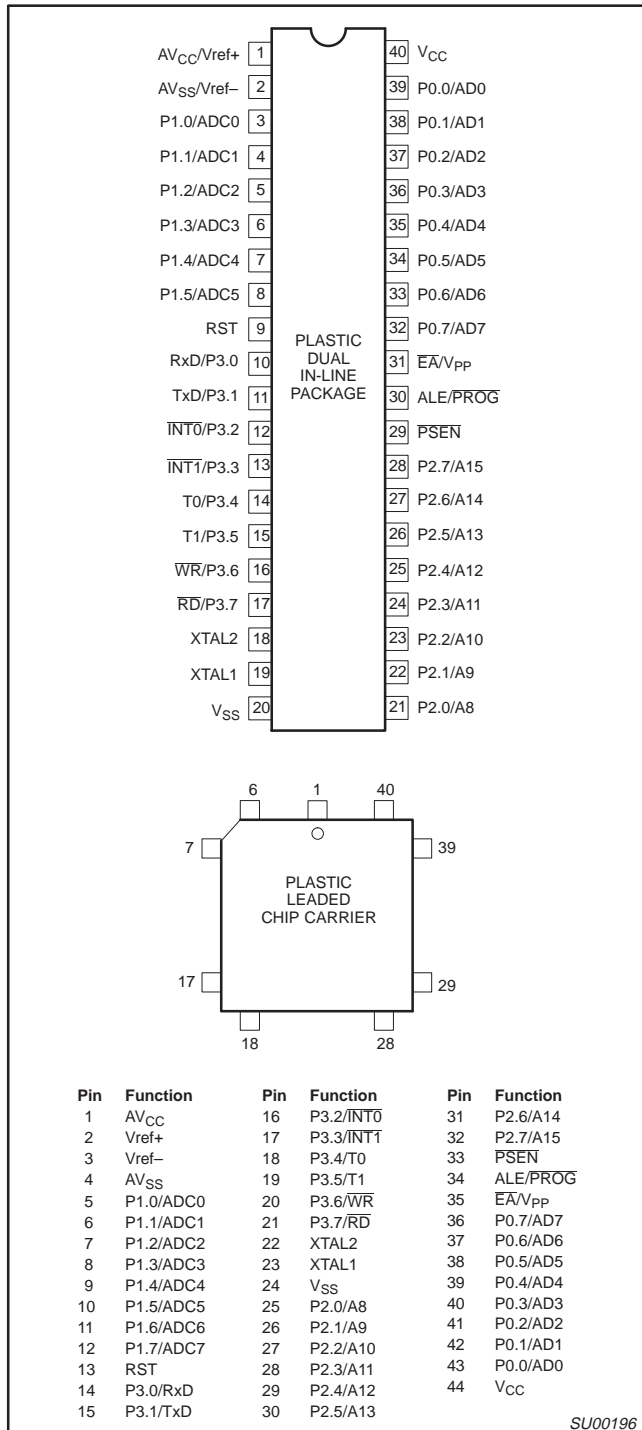 AVCC/Vref+ 1 40 VCC
AVSS/Vref– 2 39 P0.0/AD0
P1.0/ADC0 3 38 P0.1/AD1
P1.1/ADC1 4 37 P0.2/AD2
P1.2/ADC2 5 36 P0.3/AD3
P1.3/ADC3 6 35 P0.4/AD4
P1.4/ADC4 7 34 P0.5/AD5
P1.5/ADC5 8 33 P0.6/AD6
RST 9 32 P0.7/AD7
PLASTIC
DUAL
IN-LINE
PACKAGE
RxD/P3.0 10 31 EA/VPP
TxD/P3.1 11 30 ALE/PROG
INT0/P3.2 12 29 PSEN
INT1/P3.3 13 28 P2.7/A15
T0/P3.4 14 27 P2.6/A14
T1/P3.5 15 26 P2.5/A13
WR/P3.6 16 25 P2.4/A12
RD/P3.7 17 24 P2.3/A11
XTAL2 18 23 P2.2/A10
XTAL1 19 22 P2.1/A9
VSS 20 21 P2.0/A8
6 1 40
7 39
PLASTIC
LEADED
CHIP CARRIER
17 29
18 28
Pin Function Pin Function Pin Function
1 AVCC 16 P3.2/INT0 31 P2.6/A14
2 Vref+ 17 P3.3/INT1 32 P2.7/A15
3 Vref– 18 P3.4/T0 33 PSEN
4 AVSS 19 P3.5/T1 34 ALE/PROG
5 P1.0/ADC0 20 P3.6/WR 35 EA/VPP
6 P1.1/ADC1 21 P3.7/RD 36 P0.7/AD7
7 P1.2/ADC2 22 XTAL2 37 P0.6/AD6
8 P1.3/ADC3 23 XTAL1 38 P0.5/AD5
9 P1.4/ADC4 24 VSS 39 P0.4/AD4
10 P1.5/ADC5 25 P2.0/A8 40 P0.3/AD3
11 P1.6/ADC6 26 P2.1/A9 41 P0.2/AD2
12 P1.7/ADC7 27 P2.2/A10 42 P0.1/AD1
13 RST 28 P2.3/A11 43 P0.0/AD0
14 P3.0/RxD 29 P2.4/A12 44 VCC
15 P3.1/TxD 30 P2.5/A13
SU00196